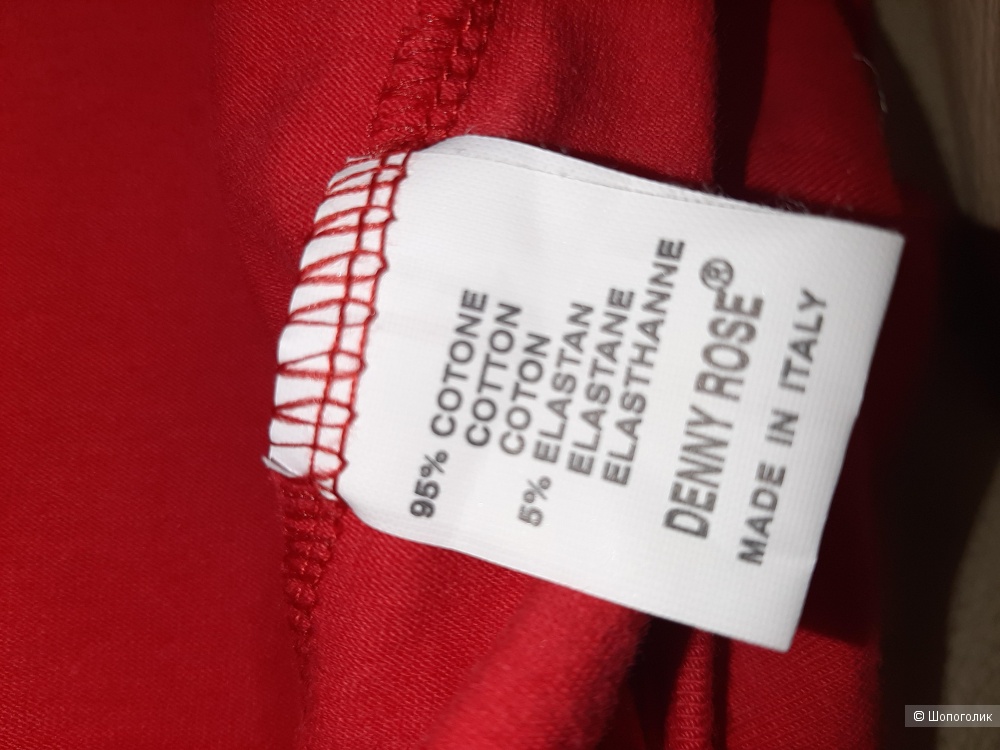 95% COTONE
COTTON
COTON
5% ELASTAN
ELASTANE
ELASTHANNE
DENNY ROSE®
MADE IN ITALY
© Шопоголик